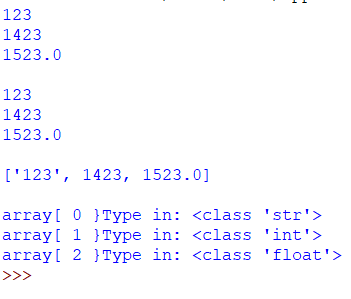 123
1423
1523.0
123
1423
1523.0
['123', 1423, 1523.0]
array[ 0 }Type in: <class 'str'>
array[ 1 }Type in: <class 'int'>
array[ 2 }Type in: <class 'float'>
>>>